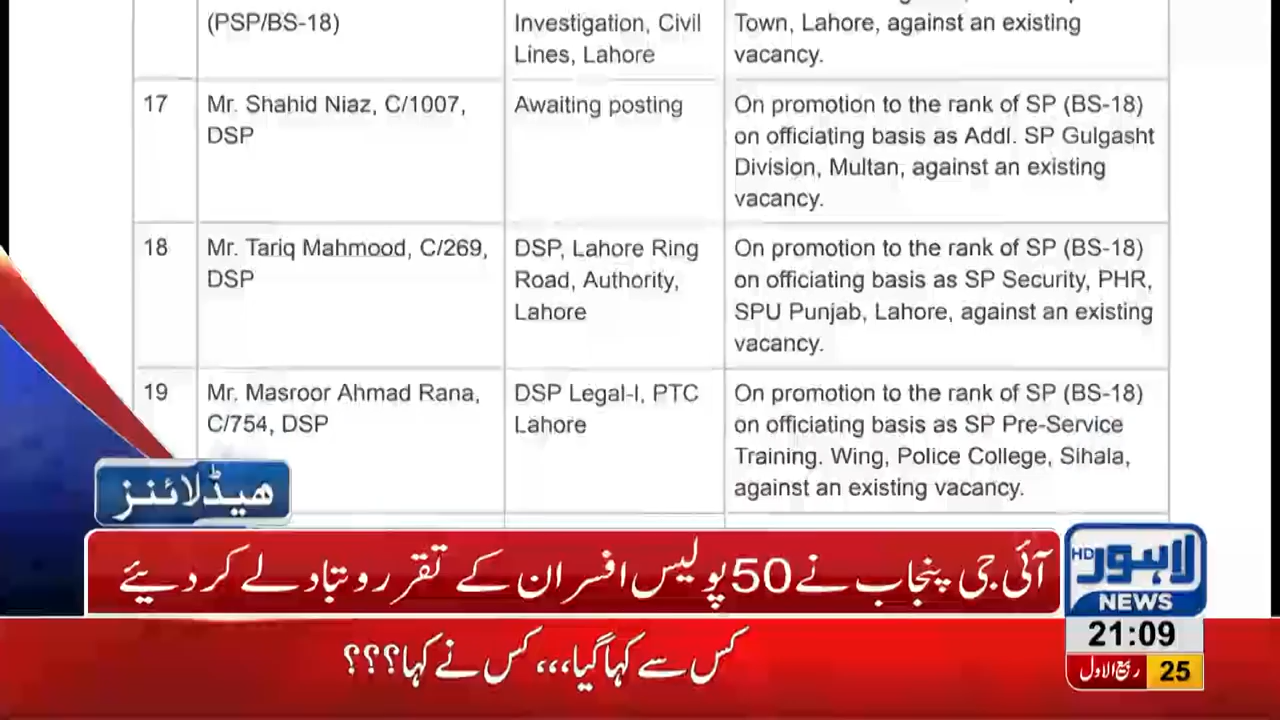 (PSP/BS-18)
Investigation, Civil
Lines, Lahore
Town, Lahore, against an existing
vacancy.
17
Mr. Shahid Niaz, C/1007,
DSP
Awaiting posting
On promotion to the rank of SP (BS-18)
on officiating basis as Addl. SP Gulgasht
Division, Multan, against an existing
vacancy.
18
Mr. Tariq Mahmood, C/269,
DSP
DSP, Lahore Ring
Road, Authority,
Lahore
On promotion to the rank of SP (BS-18)
on officiating basis as SP Security, PHR,
SPU Punjab, Lahore, against an existing
vacancy.
19
Mr. Masroor Ahmad Rana,
C/754, DSP
DSP Legal-I, PTC
Lahore
On promotion to the rank of SP (BS-18)
on officiating basis as SP Pre-Service
Training. Wing, Police College, Sihala,
against an existing vacancy.
ھیڈلائنز
آئی جی پنجاب نے 50 پولیس افسران کے تقرر و تبادلے کر دیئے
کس سے کہا گیا،،، کس نے کہا؟؟؟
لاہور HD
NEWS
21:09
25 ربیع الاول